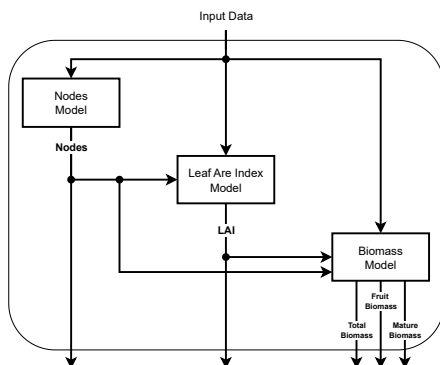 Input Data
Nodes
Model
Nodes
Leaf Are Index
Model
LAI
Biomass
Model
Fruit
Biomass
Total
Biomass
Mature
Biomass